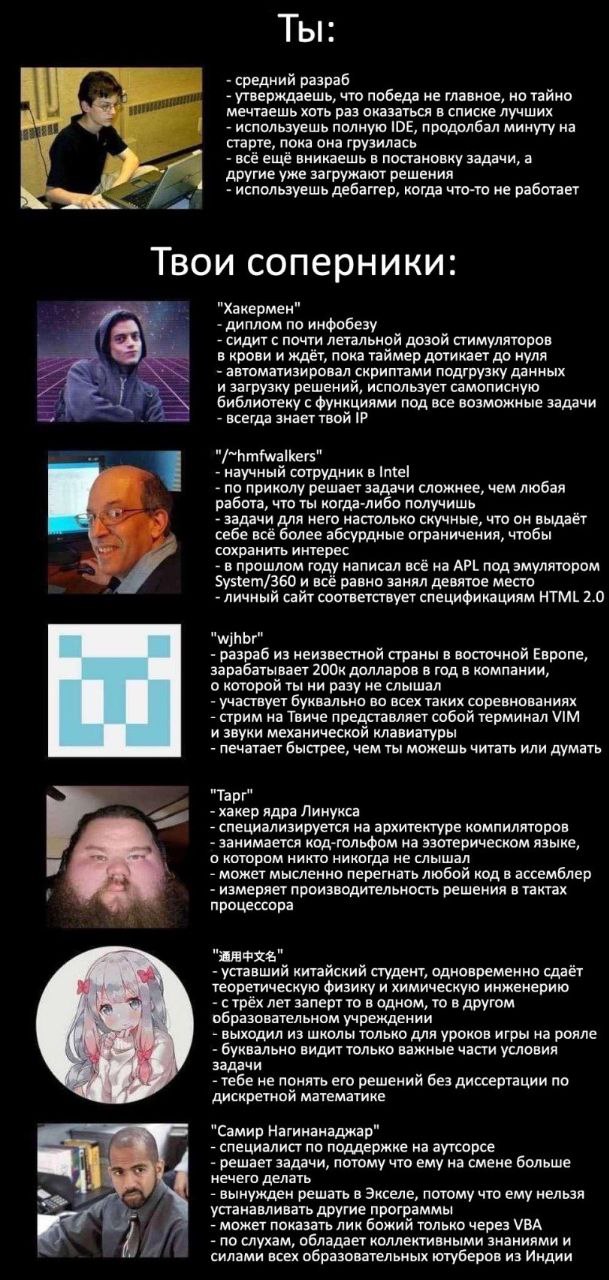 Ты:
- средний разраб
- утверждаешь, что победа не главное, но тайно
мечтаешь хоть раз оказаться в списке лучших
- используешь полную IDE, продолбал минуту на
старте, пока она грузилась
- всё ещё вникаешь в постановку задачи, а
другие уже загружают решения
- используешь дебаггер, когда что-то не работает
Твои соперники:
"Хакермен"
- диплом по инфобезу
- сидит с почти летальной дозой стимуляторов
в крови и ждёт, пока таймер дотикает до нуля
- автоматизировал скриптами подгрузку данных
и загрузку решений, использует самописную
библиотеку с функциями под все возможные задачи
- всегда знает твой IP
"/~hmfwalkers"
- научный сотрудник в Intel
- по приколу решает задачи сложнее, чем любая
работа, что ты когда-либо получишь
- задачи для него настолько скучные, что он выдаёт
себе всё более абсурдные ограничения, чтобы
сохранить интерес
- в прошлом году написал всё на APL под эмулятором
System/360 и всё равно занял девятое место
- личный сайт соответствует спецификациям HTML 2.0
"wjhbr"
- разраб из неизвестной страны в восточной Европе,
зарабатывает 200к долларов в год в компании,
о которой ты ни разу не слышал
- участвует буквально во всех таких соревнованиях
- стрим на Твиче представляет собой терминал VIM
и звуки механической клавиатуры
- печатает быстрее, чем ты можешь читать или думать
"Тарг"
- хакер ядра Линукса
- специализируется на архитектуре компиляторов
- занимается код-гольфом на эзотерическом языке,
о котором никто никогда не слышал
- может мысленно перегнать любой код в ассемблер
- измеряет производительность решения в тактах
процессора
"通用中文名"
- уставший китайский студент, одновременно сдаёт
теоретическую физику и химическую инженерию
- с трёх лет заперт то в одном, то в другом
образовательном учреждении
- выходил из школы только для уроков игры на рояле
- буквально видит только важные части условия
задачи
- тебе не понять его решений без диссертации по
дискретной математике
"Самир Нагинанаджар"
- специалист по поддержке на аутсорсе
- решает задачи, потому что ему на смене больше
нечего делать
- вынужден решать в Экселе, потому что ему нельзя
устанавливать другие программы
- может показать лик божий только через VBA
- по слухам, обладает коллективными знаниями и
силами всех образовательных ютуберов из Индии